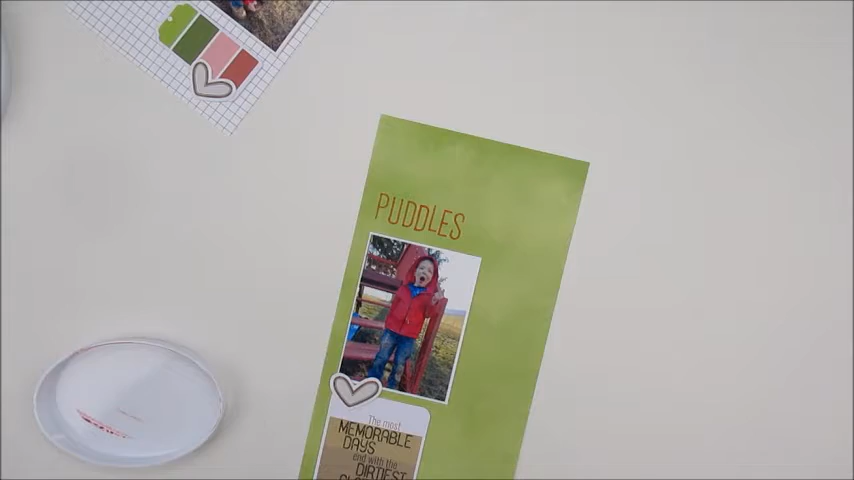 PUDDLES
The most
MEMORABLE
DAYS
end with the
DIRTIEST